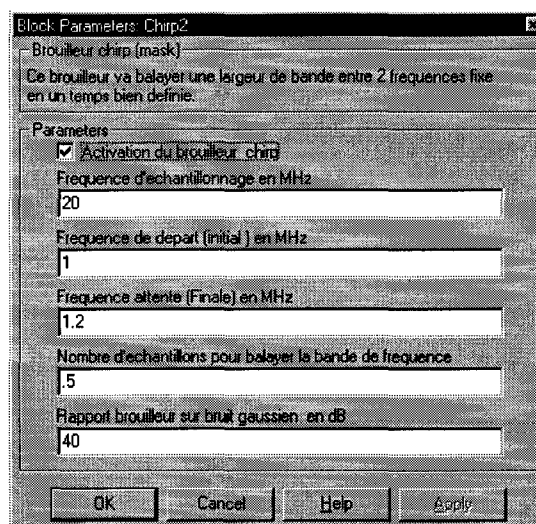 Block Parameters: Chirp2
Brouilleur chirp (mask)
Ce brouilleur va balayer une largeur de bande entre 2 frequences fixe
en un temps bien definie.
Parameters
Activation du brouilleur chirp
Frequence d'echantillonnage en MHz
20
Frequence de depart (initial ) en MHz
1
Frequence attente (Finale) en MHz
1.2
Nombre d'echantillons pour balayer la bande de frequence
.5
Rapport brouilleur sur bruit gaussien en dB
40
OK Cancel Help Apply